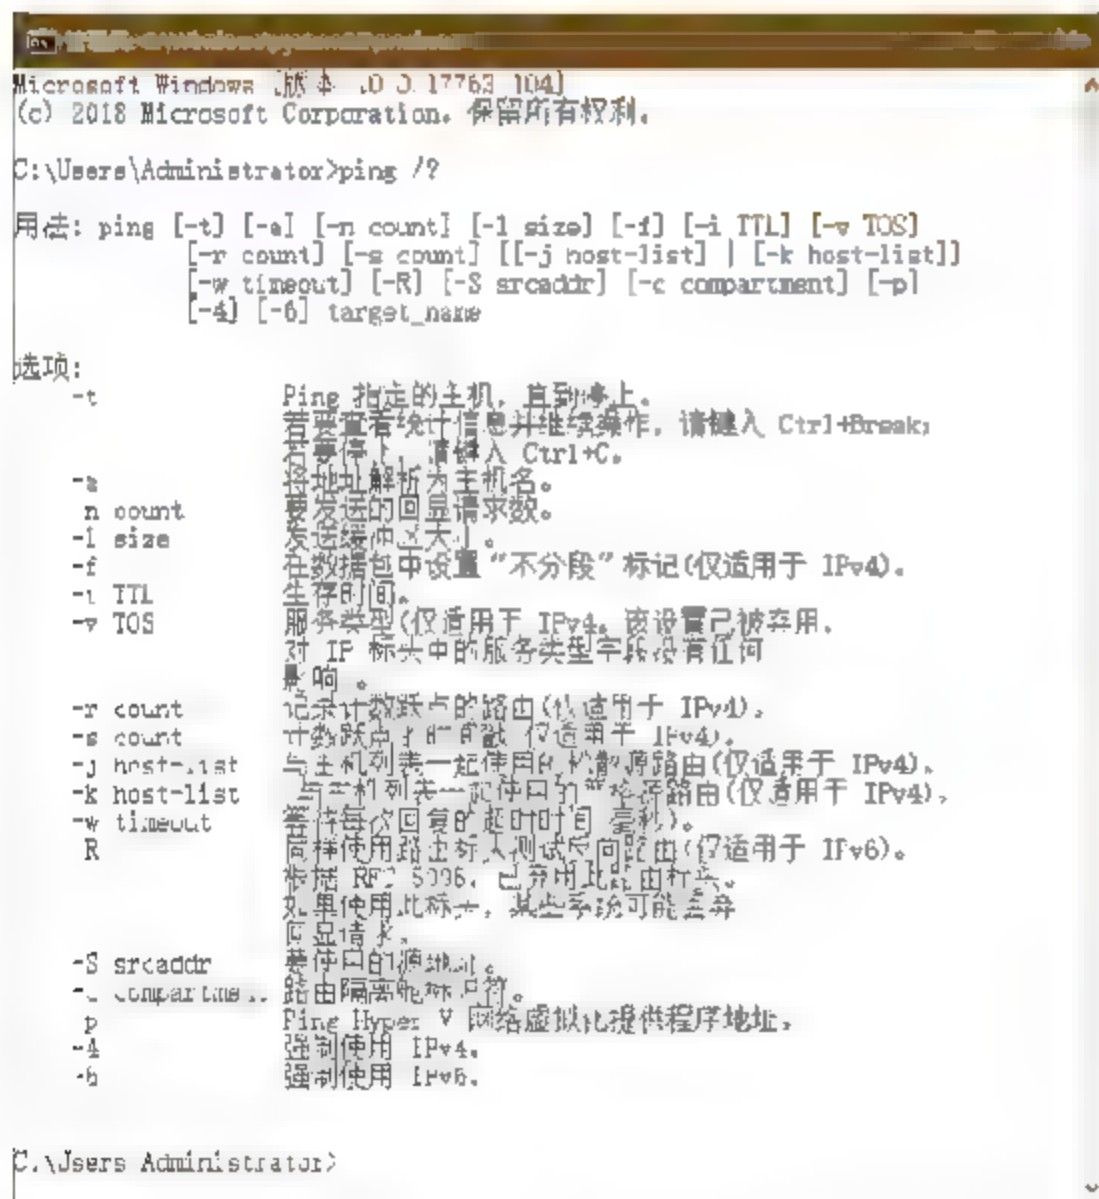 Microsoft Windows [版本 10.0.17763.104]
(c) 2018 Microsoft Corporation。保留所有权利。
C:\Users\Administrator>ping /?
用法: ping [-t] [-a] [-n count] [-l size] [-f] [-i TTL] [-v TOS]
[-r count] [-s count] [[-j host-list] | [-k host-list]]
[-w timeout] [-R] [-S srcaddr] [-c compartment] [-p]
[-4] [-6] target_name
选项:
-t Ping 指定的主机，直到停止。
若要查看统计信息并继续操作，请键入 Ctrl+Break;
若要停止，请键入 Ctrl+C。
-a 将地址解析为主机名。
-n count 要发送的回显请求数。
-l size 发送缓冲区大小。
-f 在数据包中设置“不分段”标记(仅适用于 IPv4)。
-i TTL 生存时间。
-v TOS 服务类型(仅适用于 IPv4。该设置已被弃用，
对 IP 标头中的服务类型字段没有任何
影响)。
-r count 记录计数跃点的路由(仅适用于 IPv4)。
-s count 计数跃点的时间戳(仅适用于 IPv4)。
-j host-list 与主机列表一起使用的松散源路由(仅适用于 IPv4)。
-k host-list 与主机列表一起使用的严格源路由(仅适用于 IPv4)。
-w timeout 等待每次回复的超时时间(毫秒)。
-R 同样使用路由标头测试反向路由(仅适用于 IPv6)。
根据 RFC 5095，已弃用此路由标头。
如果使用此标头，某些系统可能丢弃
回显请求。
-S srcaddr 要使用的源地址。
-c compartment 路由隔离舱标识符。
-p Ping Hyper-V 网络虚拟化提供程序地址。
-4 强制使用 IPv4。
-6 强制使用 IPv6。
C:\Users\Administrator>